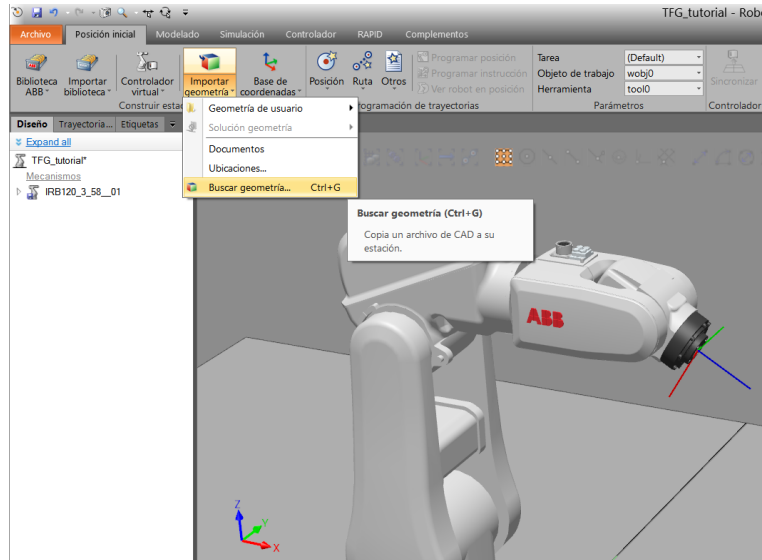 TFG_tutorial - Rob
Archivo Posición inicial Modelado Simulación Controlador RAPID Complementos
Biblioteca ABB
Importar biblioteca
Controlador virtual
Importar geometría
Base de coordenadas
Posición
Ruta
Otros
Programar posición
Programar instrucción
Ver robot en posición
Tarea (Default)
Objeto de trabajo wobj0
Herramienta tool0
Sincronizar
Construir esta
rogramación de trayectorias
Parámetros
Controlador
Diseño Trayectoria... Etiquetas
Expand all
TFG_tutorial*
Mecanismos
IRB120_3_58__01
Geometría de usuario
Solución geometría
Documentos
Ubicaciones...
Buscar geometría... Ctrl+G
Buscar geometría (Ctrl+G)
Copia un archivo de CAD a su
estación.
ABB
Z
Y
X